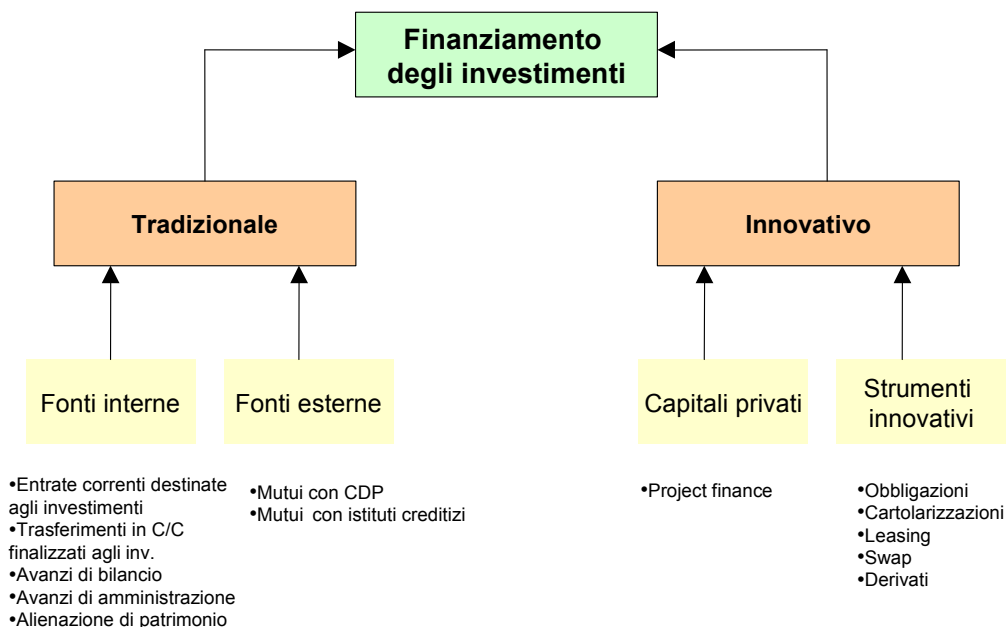 Finanziamento
degli investimenti
Tradizionale
Innovativo
Fonti interne
Fonti esterne
Capitali privati
Strumenti
innovativi
•Entrate correnti destinate
agli investimenti
•Trasferimenti in C/C
finalizzati agli inv.
•Avanzi di bilancio
•Avanzi di amministrazione
•Alienazione di patrimonio
•Mutui con CDP
•Mutui con istituti creditizi
•Project finance
•Obbligazioni
•Cartolarizzazioni
•Leasing
•Swap
•Derivati